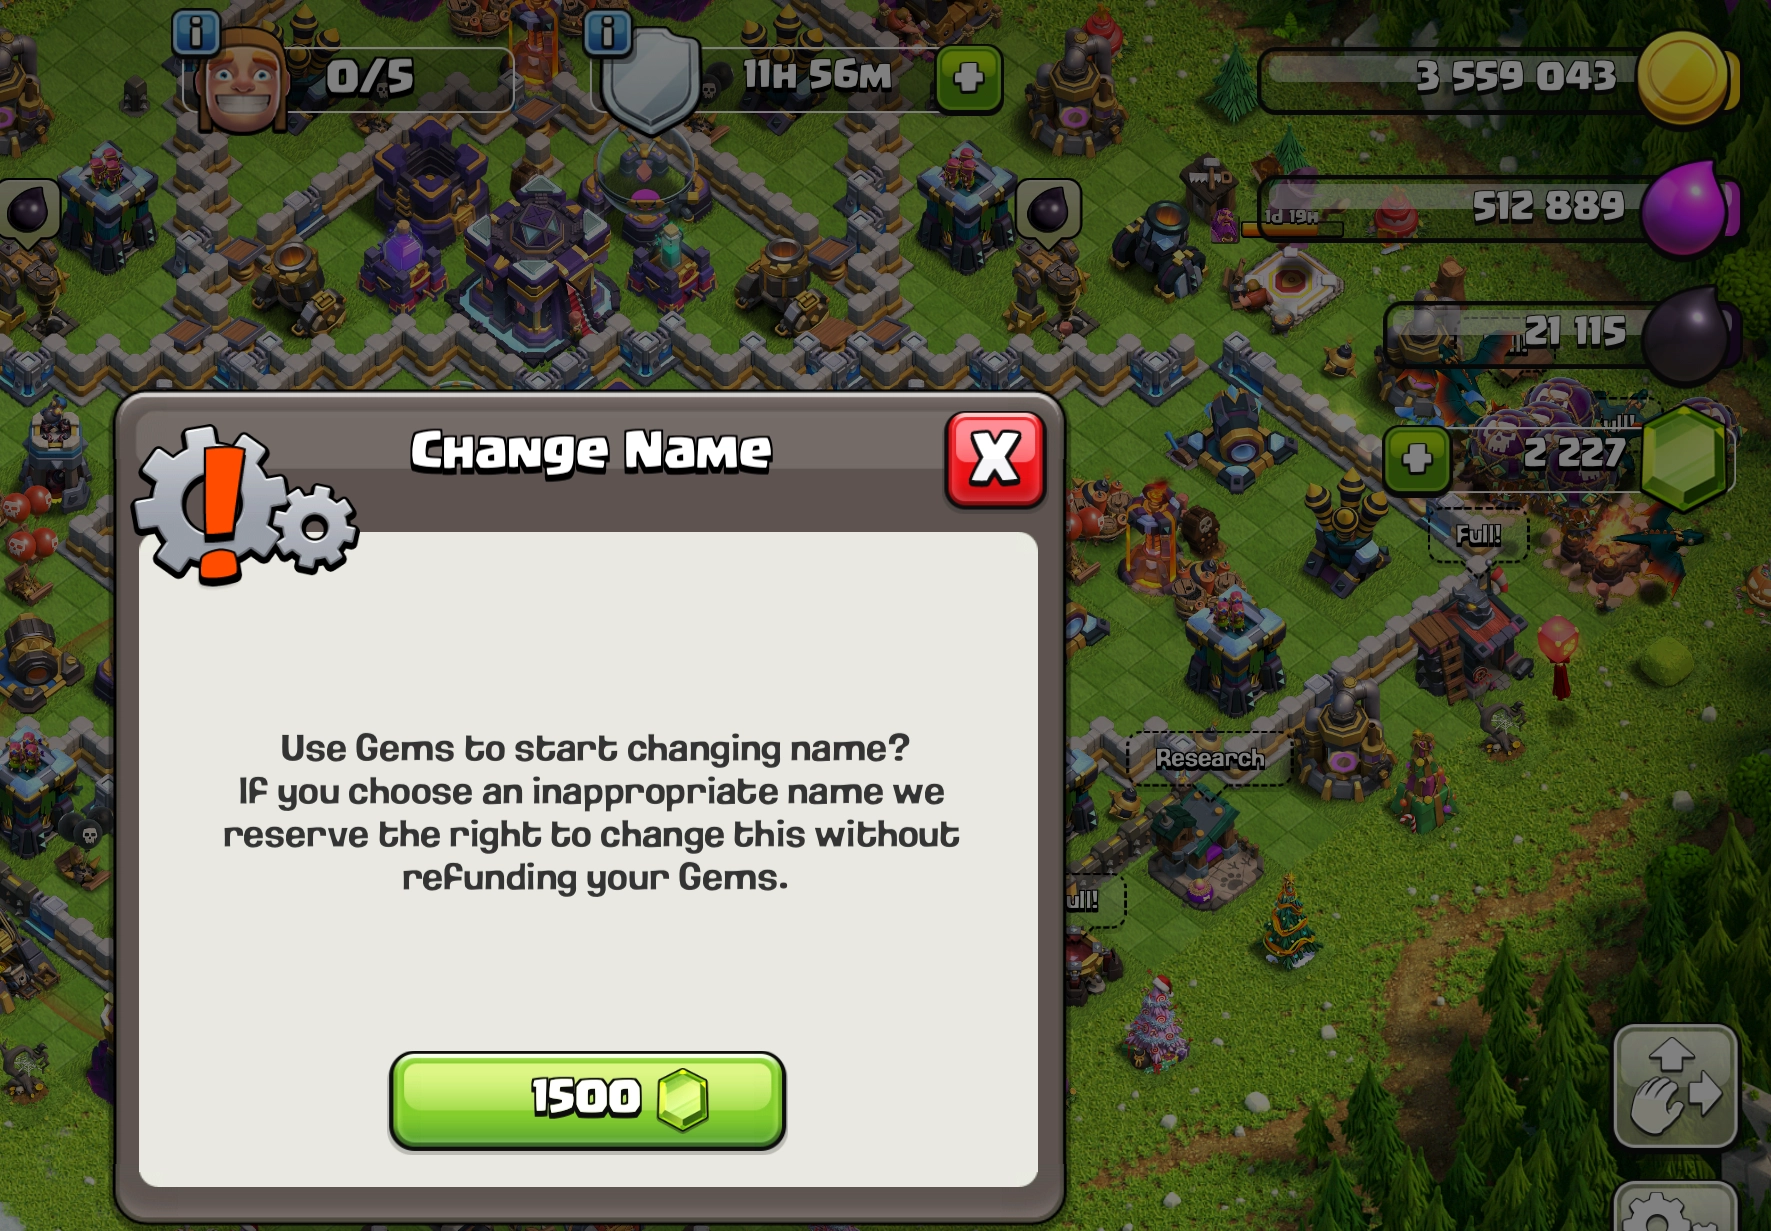 0/5
11H 56M
3 559 043
512 889
1d 19H
21 115
2 227
Change Name
X
Full!
Use Gems to start changing name?
If you choose an inappropriate name we
reserve the right to change this without
refunding your Gems.
Research
ull!
1500